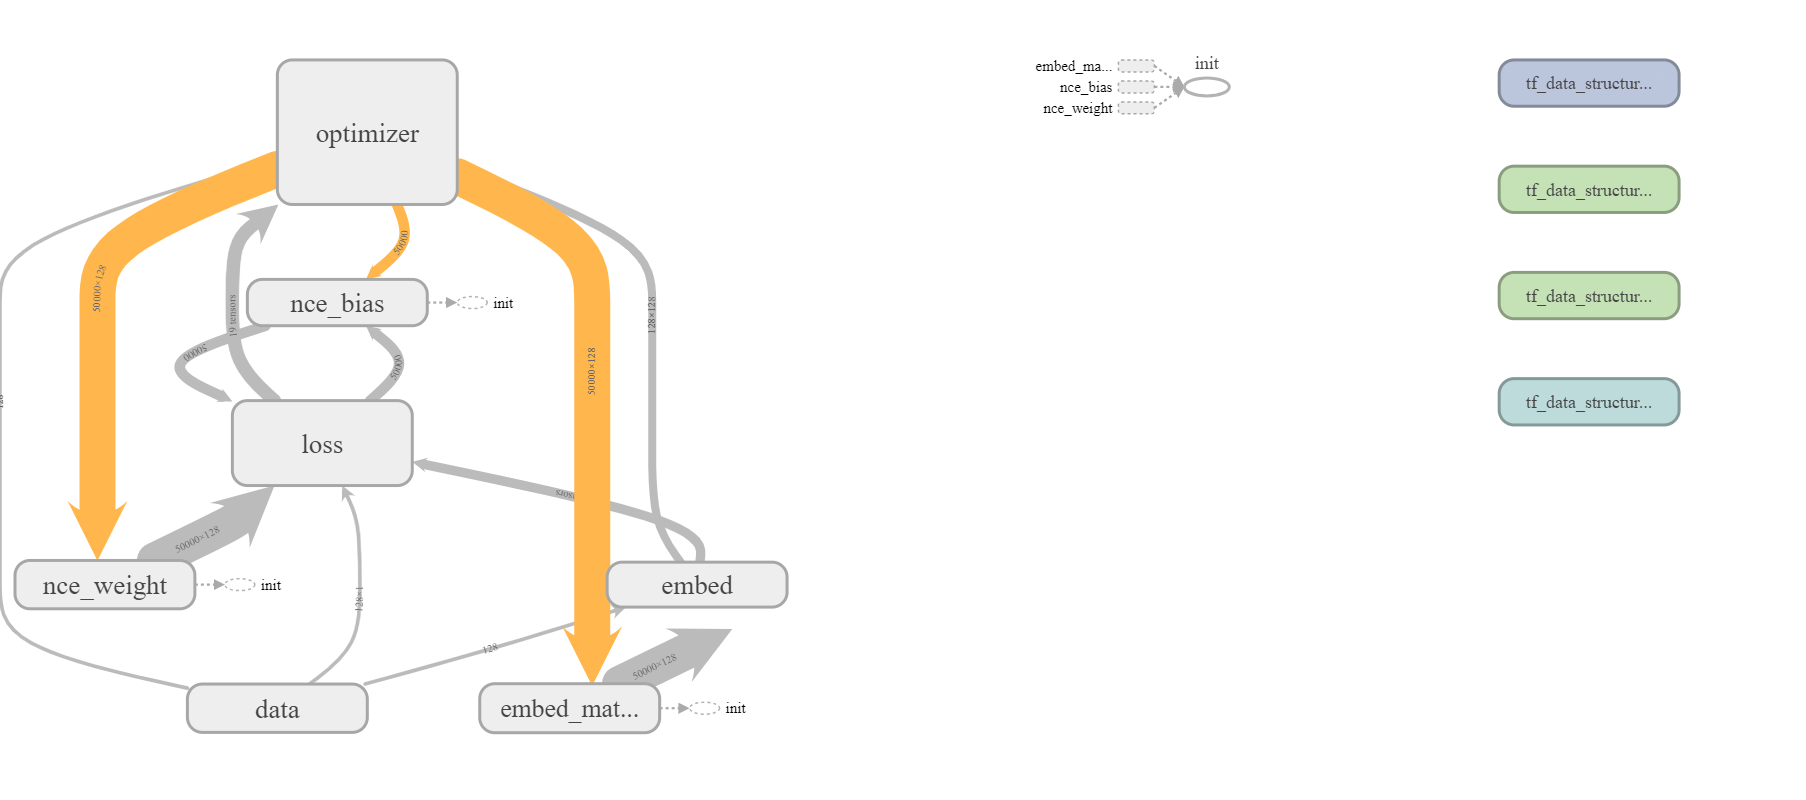 optimizer
50000×128
50000
nce_bias
init
19 tensors
50000
50000
128×128
50000×128
loss
50000×128
nce_weight
init
128×1
embed
128
50000×128
data
embed_mat...
init
embed_ma...
nce_bias
nce_weight
init
tf_data_structur...
tf_data_structur...
tf_data_structur...
tf_data_structur...